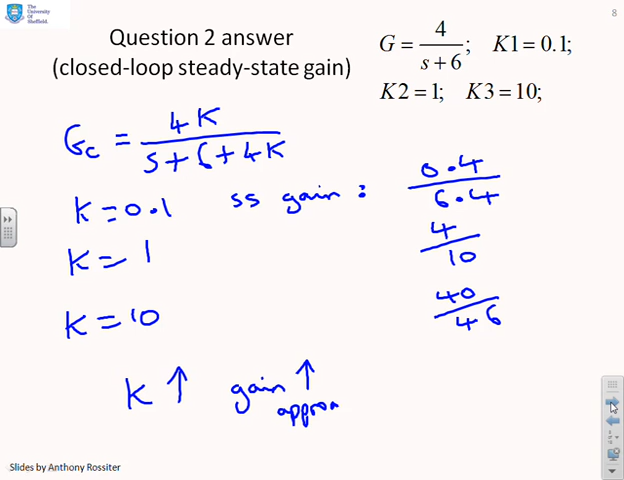 The
University
Of
Sheffield.
8
Question 2 answer
(closed-loop steady-state gain)
G = 4/(s+6); K1 = 0.1;
K2 = 1; K3 = 10;
Gc = 4K/(s+6+4K)
K = 0.1 ss gain : 0.4/6.4
K = 1 4/10
K = 10 40/46
K ↑ gain ↑
approx
Slides by Anthony Rossiter